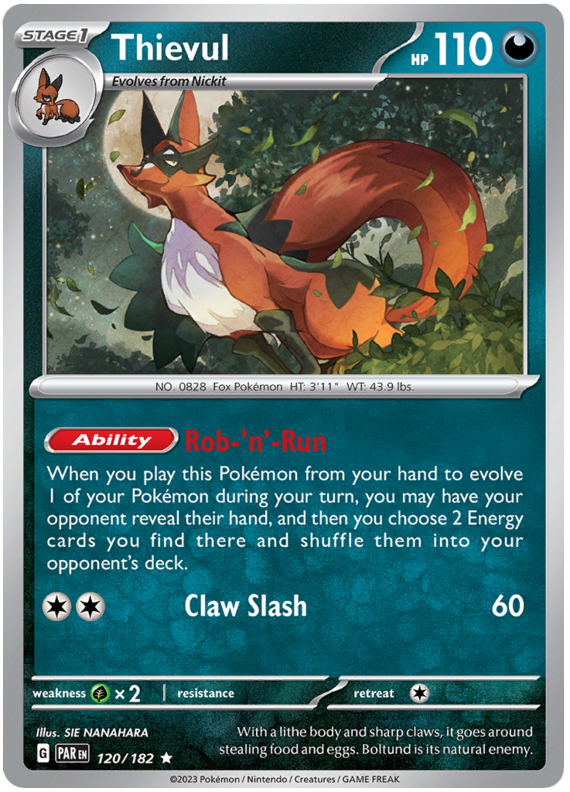 STAGE1
Thievul
HP 110
Evolves from Nickit
NO. 0828 Fox Pokémon HT: 3'11" WT: 43.9 lbs.
Ability Rob-'n'-Run
When you play this Pokémon from your hand to evolve
1 of your Pokémon during your turn, you may have your
opponent reveal their hand, and then you choose 2 Energy
cards you find there and shuffle them into your
opponent's deck.
Claw Slash 60
weakness ×2 resistance retreat
Illus. SIE NANAHARA
With a lithe body and sharp claws, it goes around
stealing food and eggs. Boltund is its natural enemy.
G PAR EN 120/182 ★
©2023 Pokémon / Nintendo / Creatures / GAME FREAK